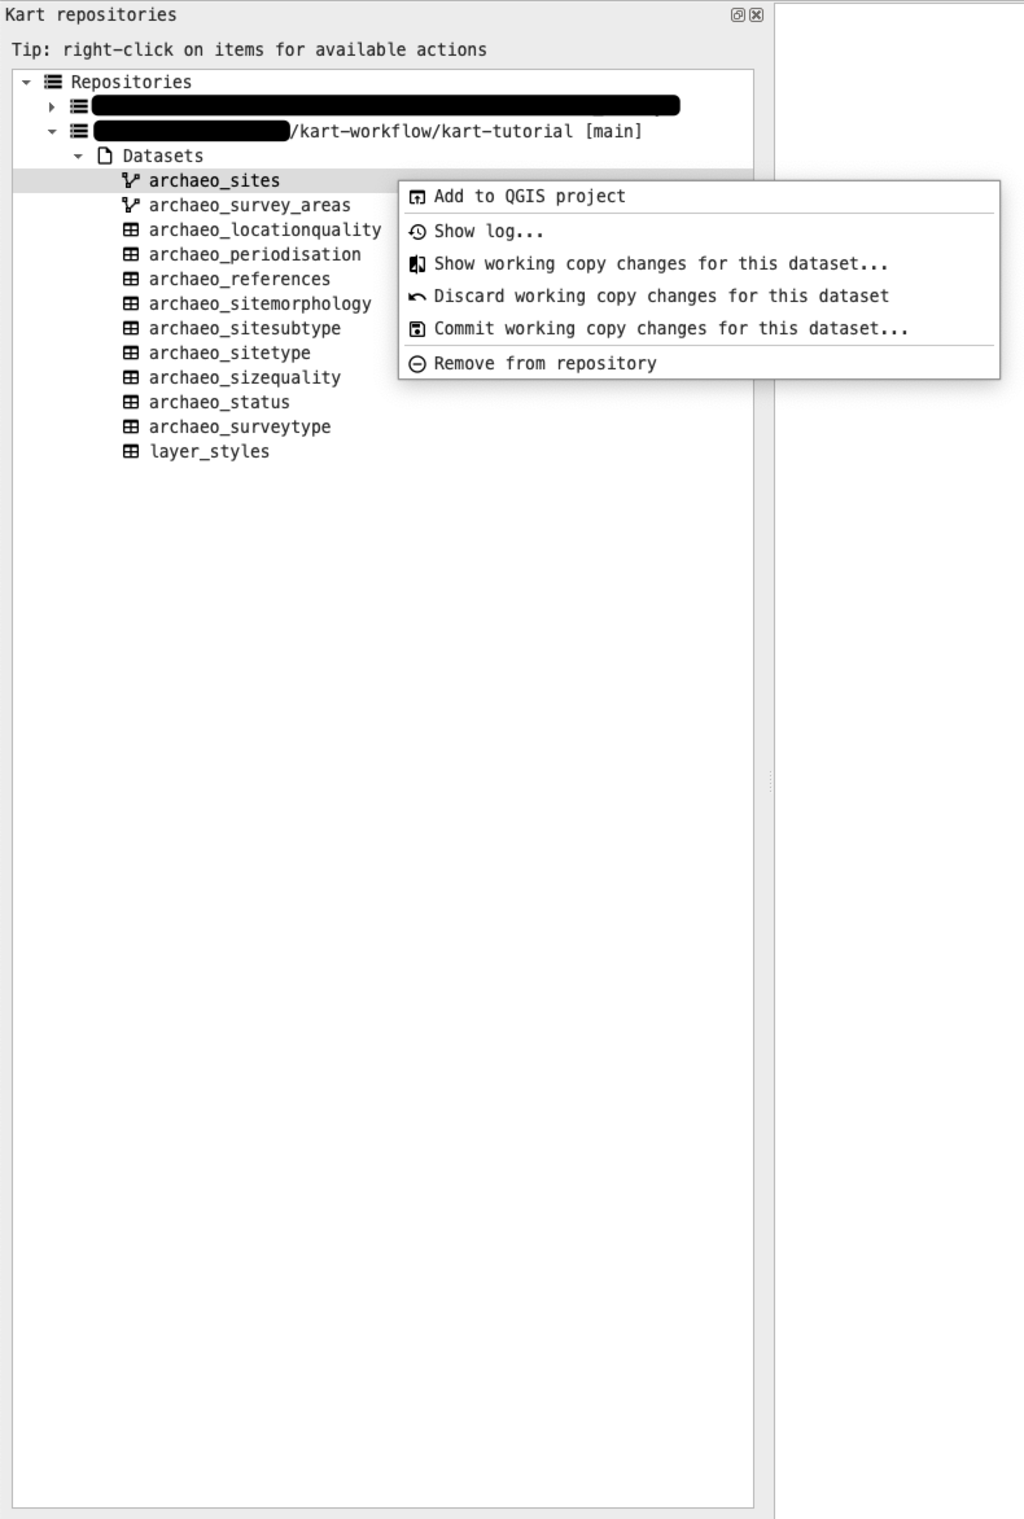 Kart repositories
Tip: right-click on items for available actions
Repositories
/kart-workflow/kart-tutorial [main]
Datasets
archaeo_sites
archaeo_survey_areas
archaeo_locationquality
archaeo_periodisation
archaeo_references
archaeo_sitemorphology
archaeo_sitesubtype
archaeo_sitetype
archaeo_sizequality
archaeo_status
archaeo_surveytype
layer_styles
Add to QGIS project
Show log...
Show working copy changes for this dataset...
Discard working copy changes for this dataset
Commit working copy changes for this dataset...
Remove from repository